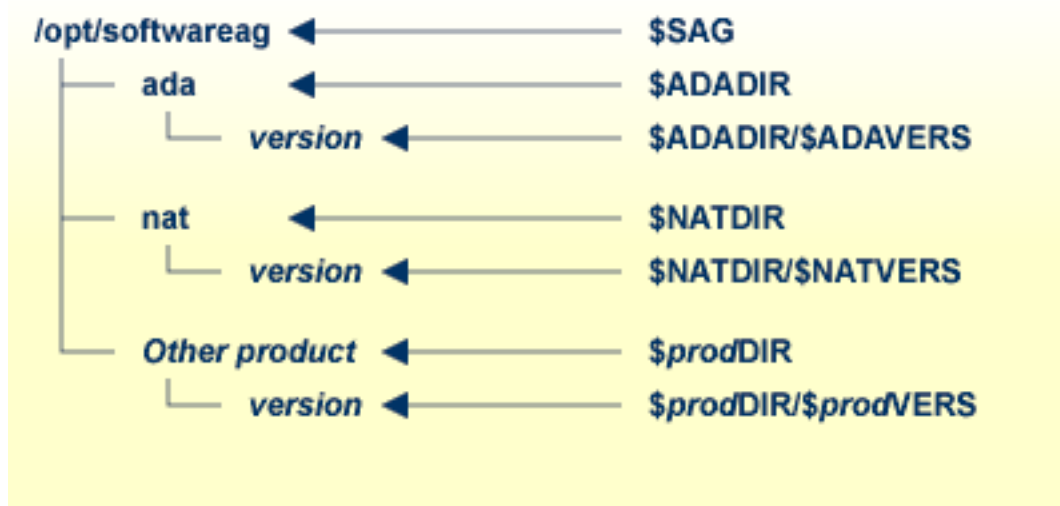 /opt/softwareag $SAG
ada $ADADIR
version $ADADIR/$ADAVERS
nat $NATDIR
version $NATDIR/$NATVERS
Other product $prodDIR
version $prodDIR/$prodVERS